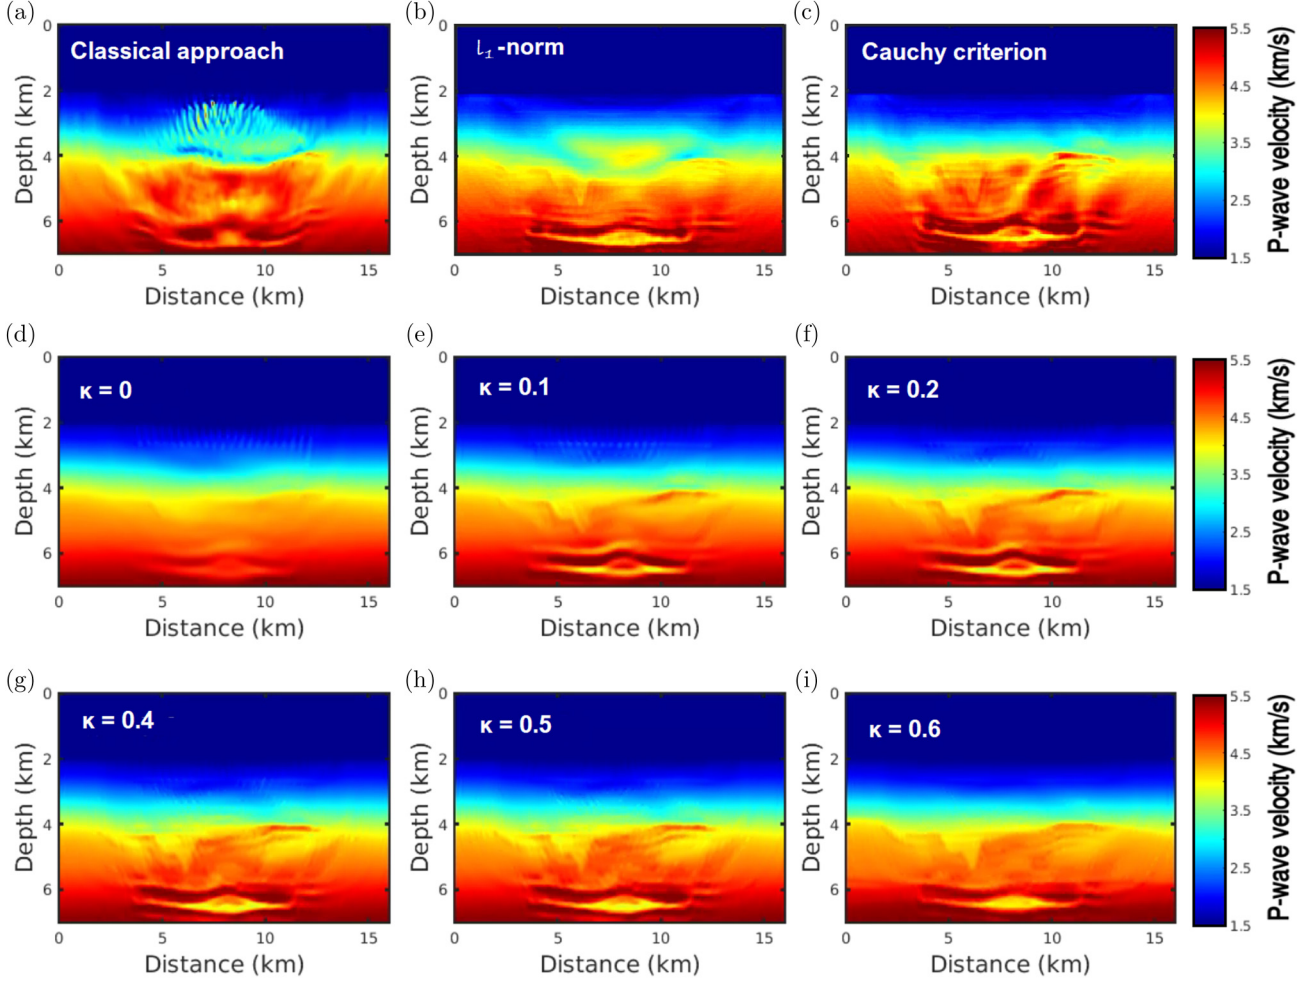 (a) (b) (c)
Classical approach
ℓ₁-norm
Cauchy criterion
0 2 4 6
Depth (km)
0 5 10 15
Distance (km)
0 2 4 6
Depth (km)
0 5 10 15
Distance (km)
0 2 4 6
Depth (km)
0 5 10 15
Distance (km)
5.5
4.5
3.5
2.5
1.5
P-wave velocity (km/s)
(d) (e) (f)
κ = 0
κ = 0.1
κ = 0.2
0 2 4 6
Depth (km)
0 5 10 15
Distance (km)
0 2 4 6
Depth (km)
0 5 10 15
Distance (km)
0 2 4 6
Depth (km)
0 5 10 15
Distance (km)
5.5
4.5
3.5
2.5
1.5
P-wave velocity (km/s)
(g) (h) (i)
κ = 0.4
κ = 0.5
κ = 0.6
0 2 4 6
Depth (km)
0 5 10 15
Distance (km)
0 2 4 6
Depth (km)
0 5 10 15
Distance (km)
0 2 4 6
Depth (km)
0 5 10 15
Distance (km)
5.5
4.5
3.5
2.5
1.5
P-wave velocity (km/s)